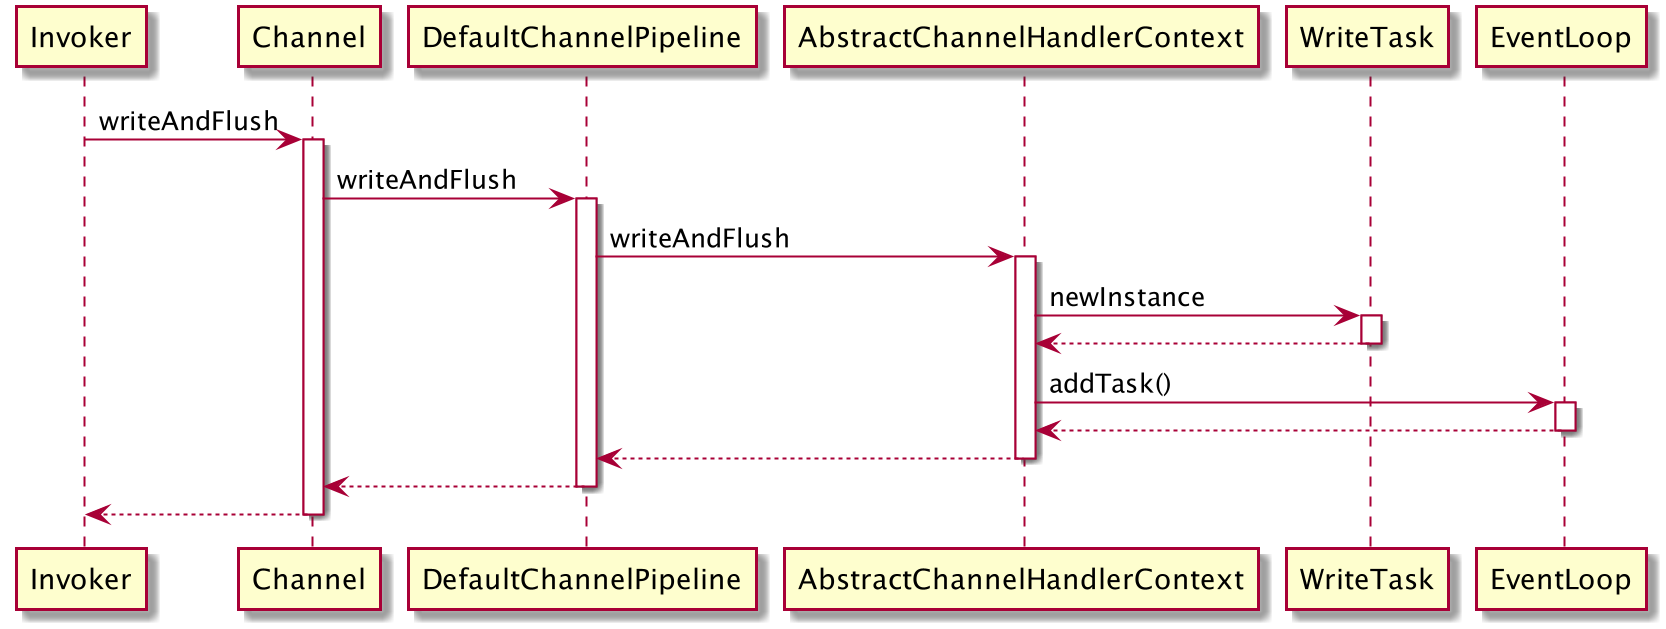 Invoker
Channel
DefaultChannelPipeline
AbstractChannelHandlerContext
WriteTask
EventLoop
writeAndFlush
writeAndFlush
writeAndFlush
newInstance
addTask()
Invoker
Channel
DefaultChannelPipeline
AbstractChannelHandlerContext
WriteTask
EventLoop